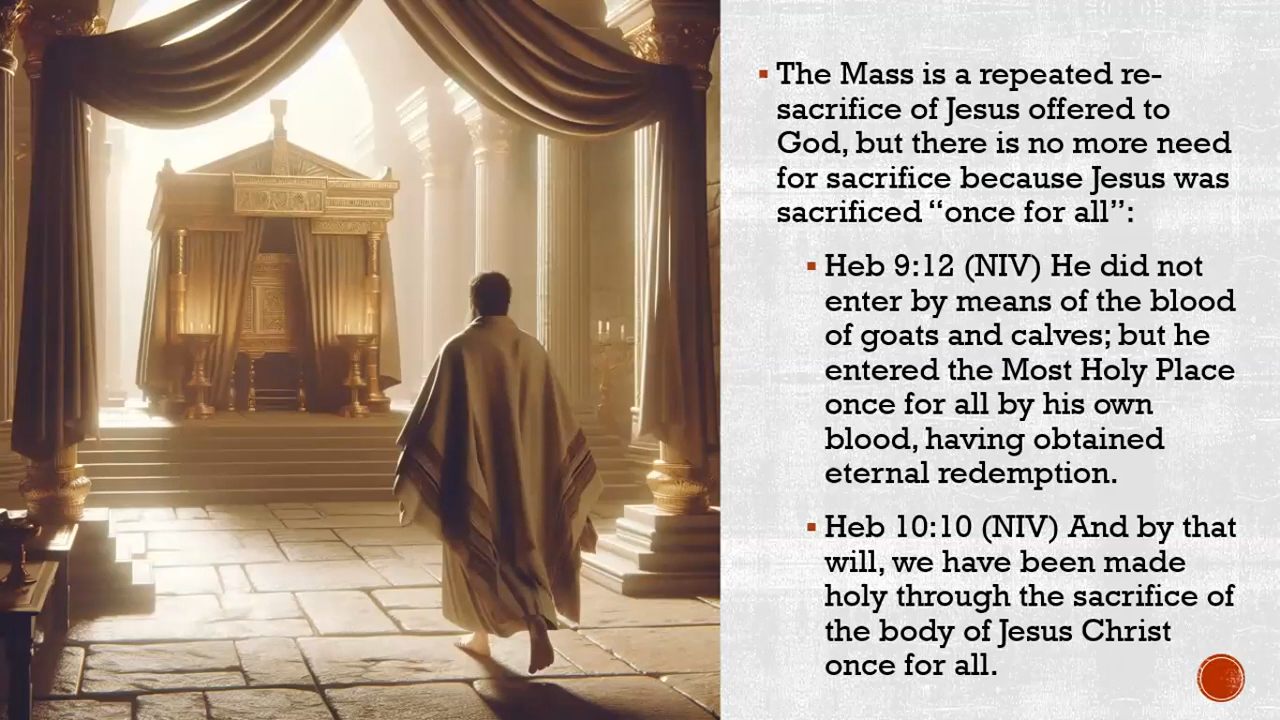 The Mass is a repeated re-
sacrifice of Jesus offered to
God, but there is no more need
for sacrifice because Jesus was
sacrificed “once for all”:
Heb 9:12 (NIV) He did not
enter by means of the blood
of goats and calves; but he
entered the Most Holy Place
once for all by his own
blood, having obtained
eternal redemption.
Heb 10:10 (NIV) And by that
will, we have been made
holy through the sacrifice of
the body of Jesus Christ
once for all.